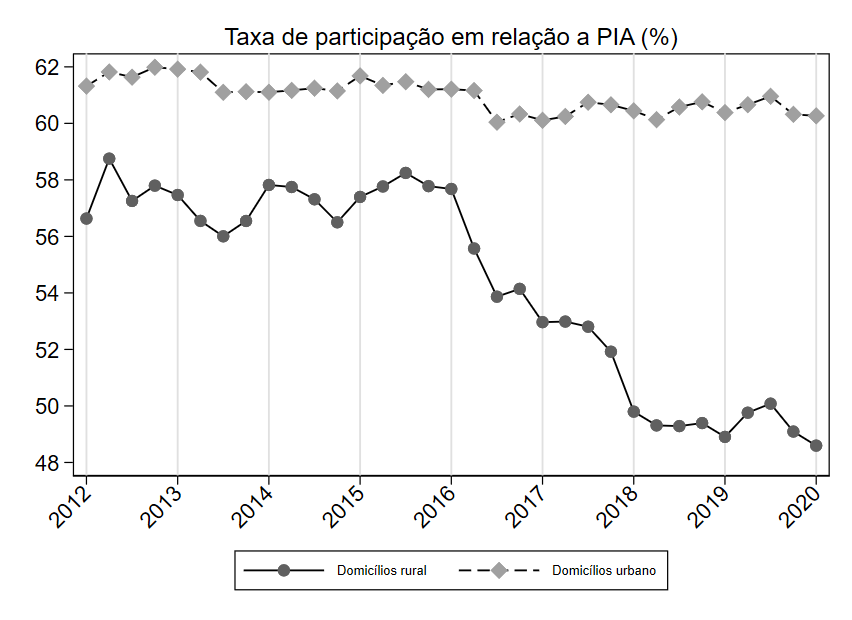 Taxa de participação em relação a PIA (%)
62
60
58
56
54
52
50
48
2012 2013 2014 2015 2016 2017 2018 2019 2020
Domicílios rural Domicílios urbano